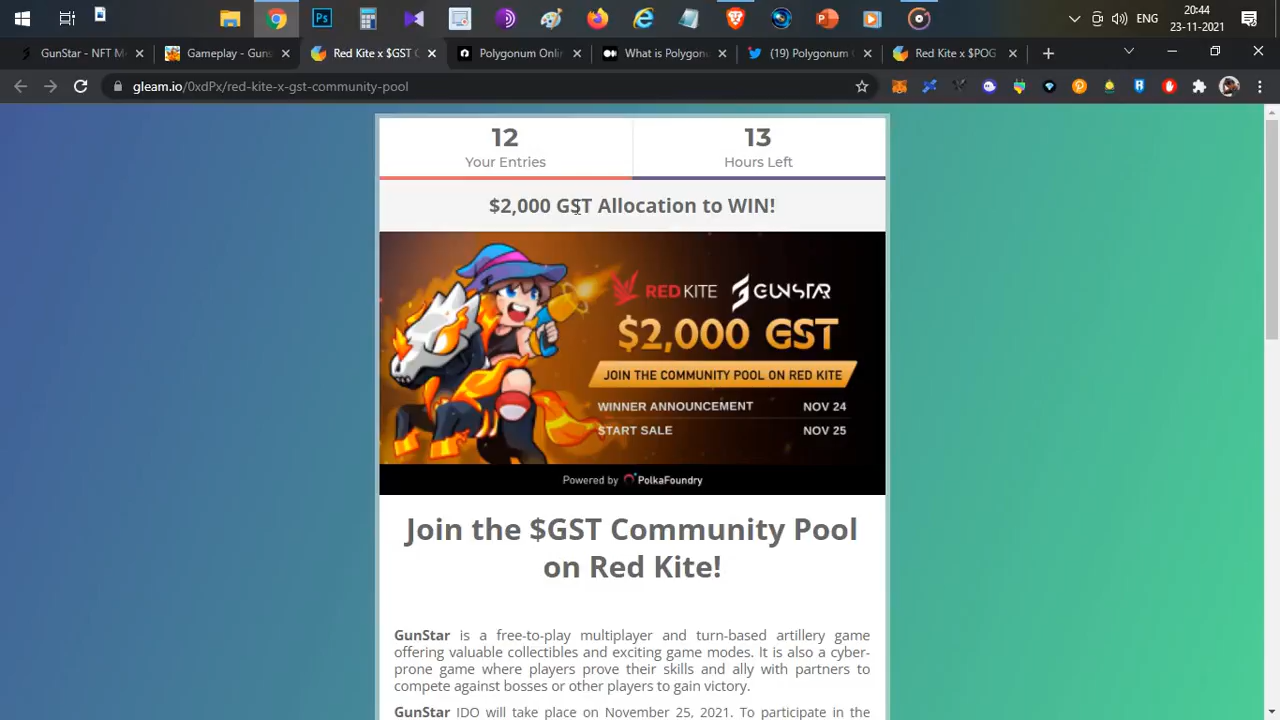 20:44
ENG
23-11-2021
GunStar - NFT M
Gameplay - Guns
Red Kite x $GST C
Polygonum Onlin
What is Polygonu
(19) Polygonum O
Red Kite x $POG
gleam.io/0xdPx/red-kite-x-gst-community-pool
12
Your Entries
13
Hours Left
$2,000 GST Allocation to WIN!
RED KITE GUNSTAR
$2,000 GST
JOIN THE COMMUNITY POOL ON RED KITE
WINNER ANNOUNCEMENT NOV 24
START SALE NOV 25
Powered by PolkaFoundry
Join the $GST Community Pool
on Red Kite!
GunStar is a free-to-play multiplayer and turn-based artillery game
offering valuable collectibles and exciting game modes. It is also a cyber-
prone game where players prove their skills and ally with partners to
compete against bosses or other players to gain victory.
GunStar IDO will take place on November 25, 2021. To participate in the